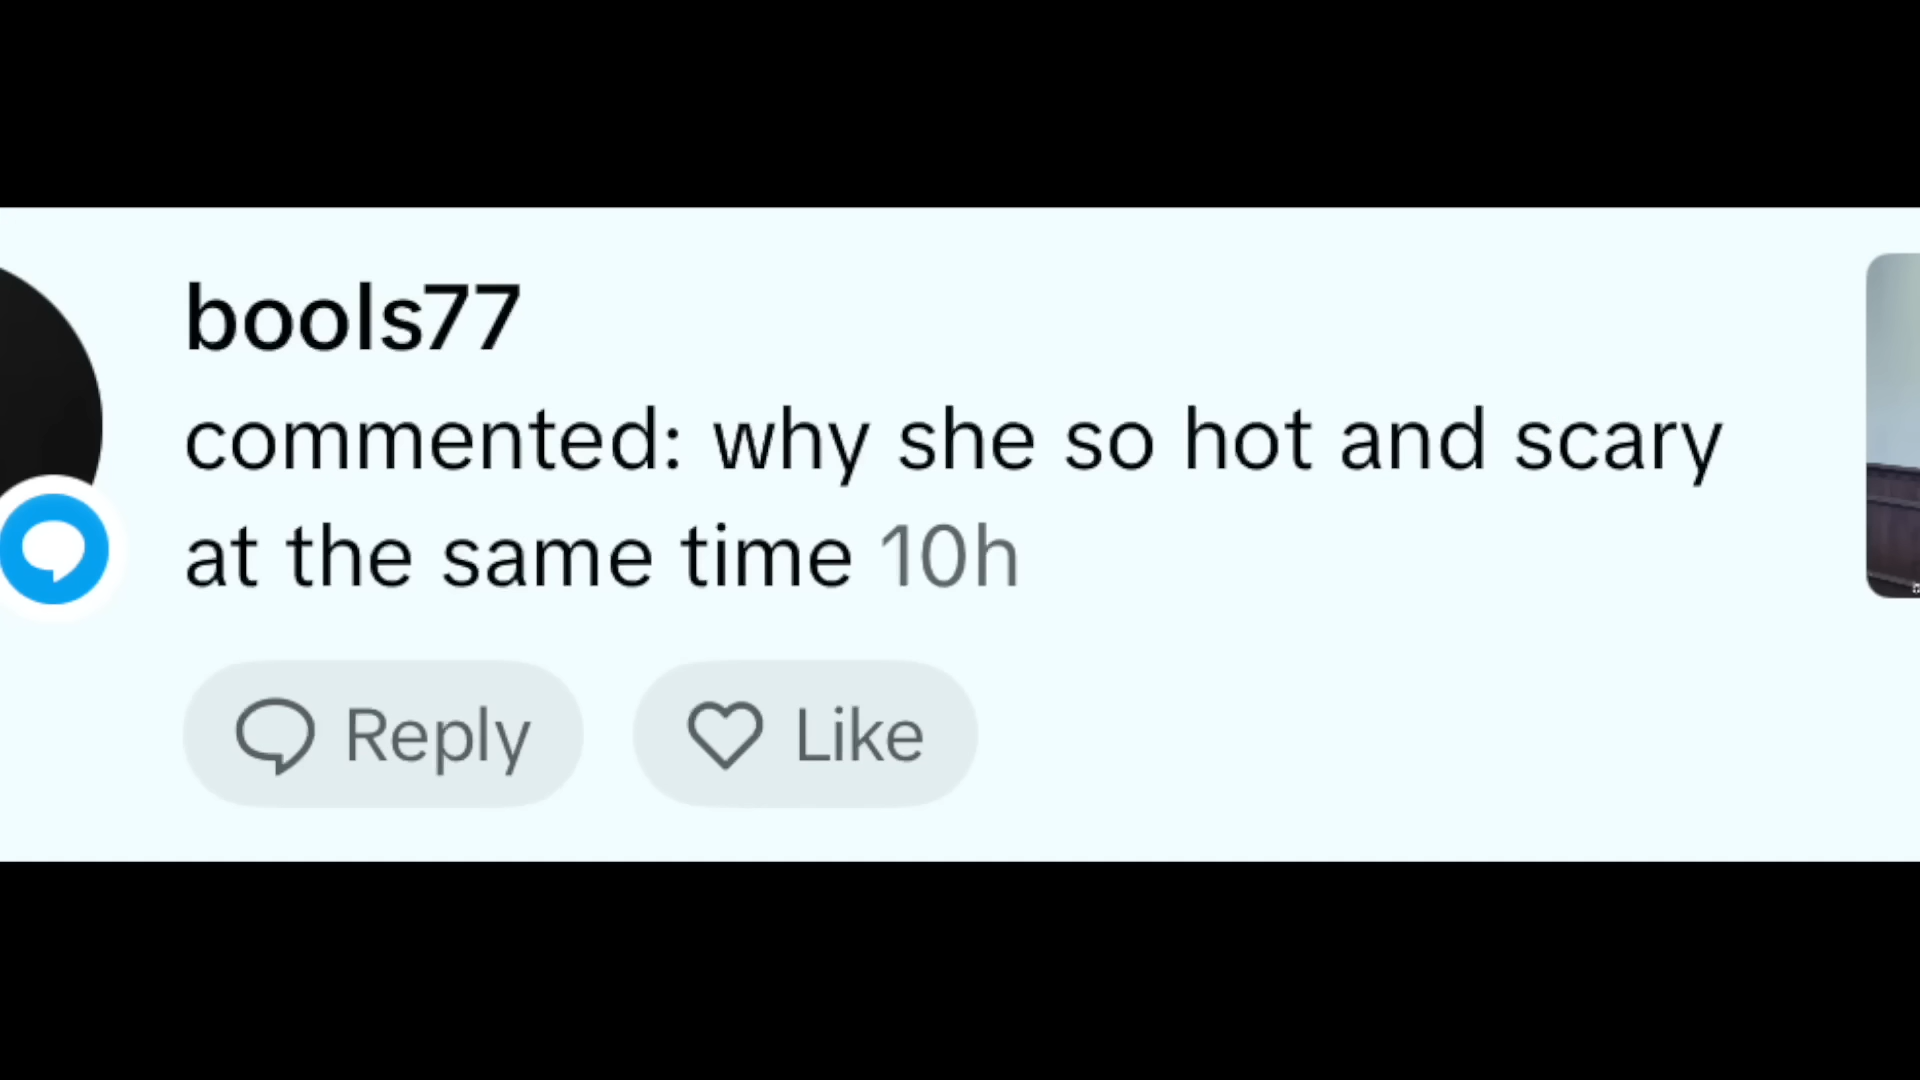 bools77
commented: why she so hot and scary
at the same time 10h
Reply
Like